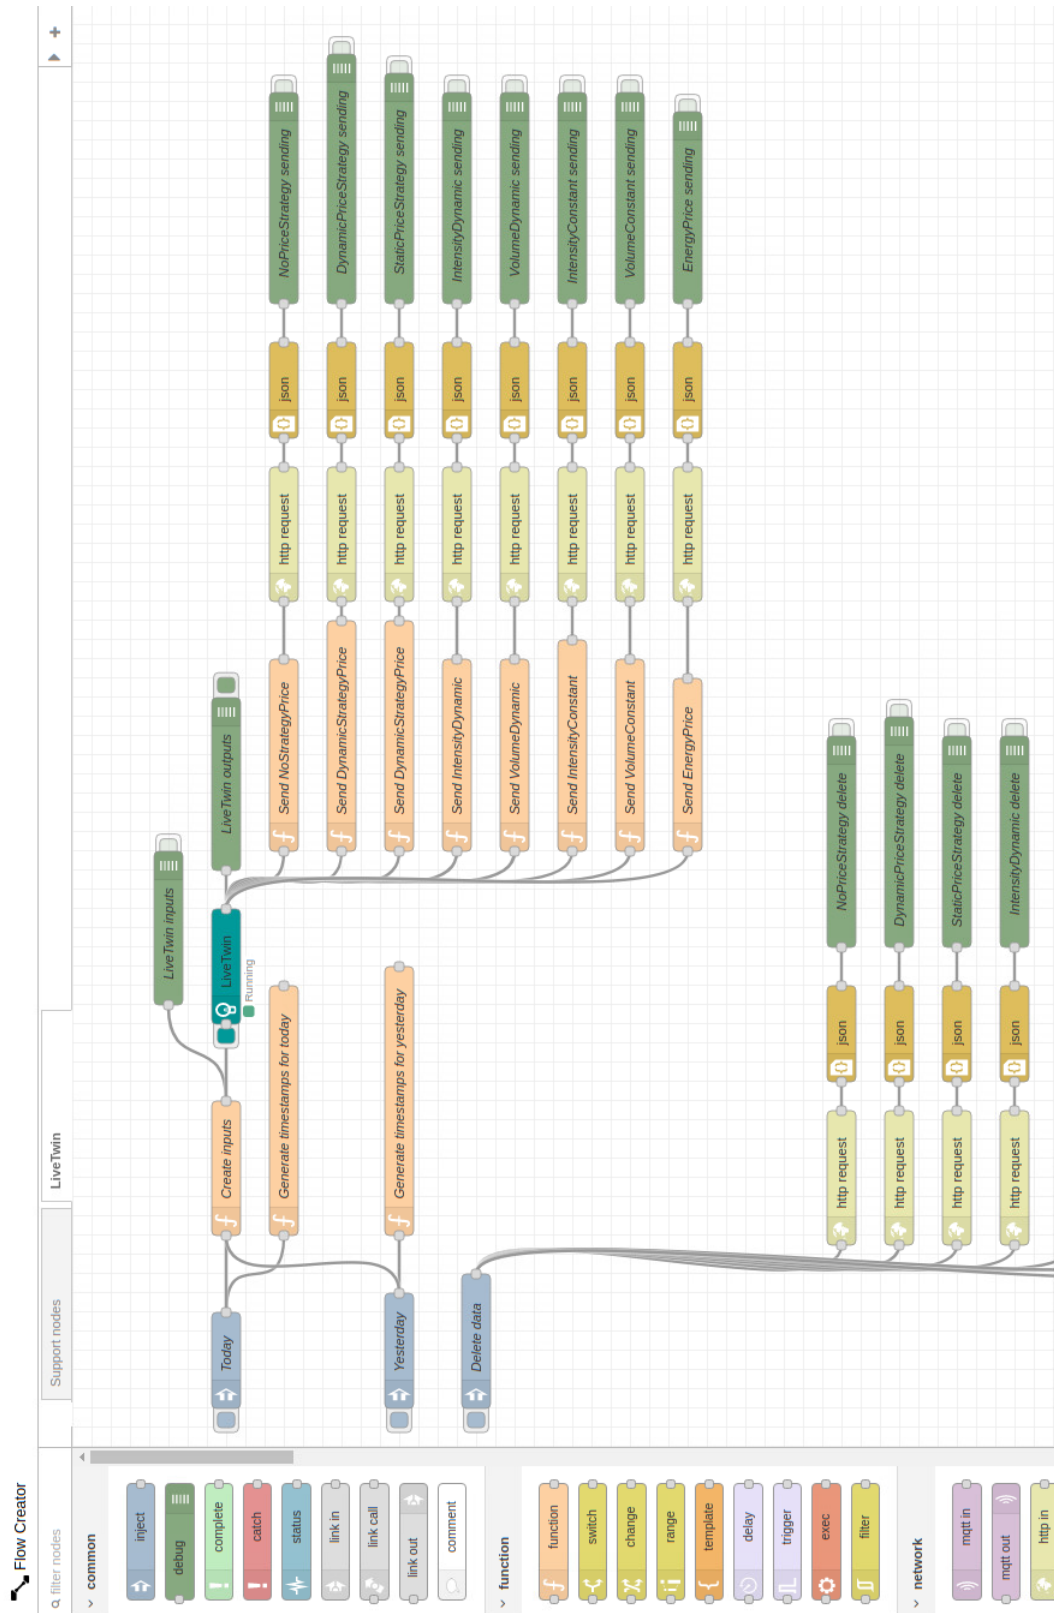 Flow Creator
filter nodes
common
inject
debug
complete
catch
status
link in
link call
link out
comment
function
function
switch
change
range
template
delay
trigger
exec
filter
network
mqtt in
mqtt out
http in
Support nodes
LiveTwin
Today
Yesterday
Delete data
Create inputs
Generate timestamps for today
Generate timestamps for yesterday
LiveTwin inputs
LiveTwin
Running
LiveTwin outputs
Send NoStrategyPrice
http request
json
NoPriceStrategy sending
Send DynamicStrategyPrice
http request
json
DynamicPriceStrategy sending
Send DynamicStrategyPrice
http request
json
StaticPriceStrategy sending
Send IntensityDynamic
http request
json
IntensityDynamic sending
Send VolumeDynamic
http request
json
VolumeDynamic sending
Send IntensityConstant
http request
json
IntensityConstant sending
Send VolumeConstant
http request
json
VolumeConstant sending
Send EnergyPrice
http request
json
EnergyPrice sending
http request
json
NoPriceStrategy delete
http request
json
DynamicPriceStrategy delete
http request
json
StaticPriceStrategy delete
http request
json
IntensityDynamic delete